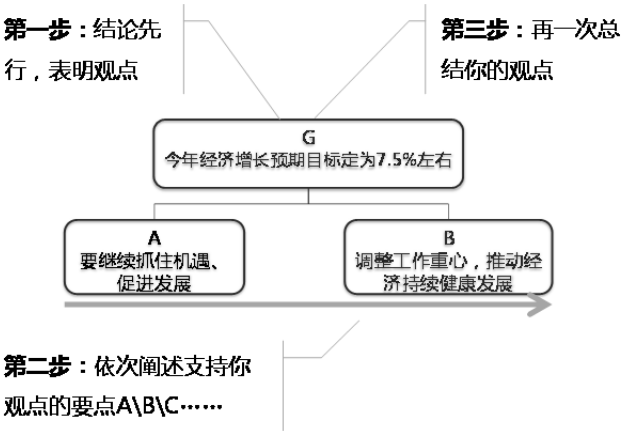 第一步：结论先
行，表明观点
第三步：再一次总
结你的观点
G
今年经济增长预期目标定为7.5%左右
A
要继续抓住机遇、
促进发展
B
调整工作重心，推动经
济持续健康发展
第二步：依次阐述支持你
观点的要点A\B\C……